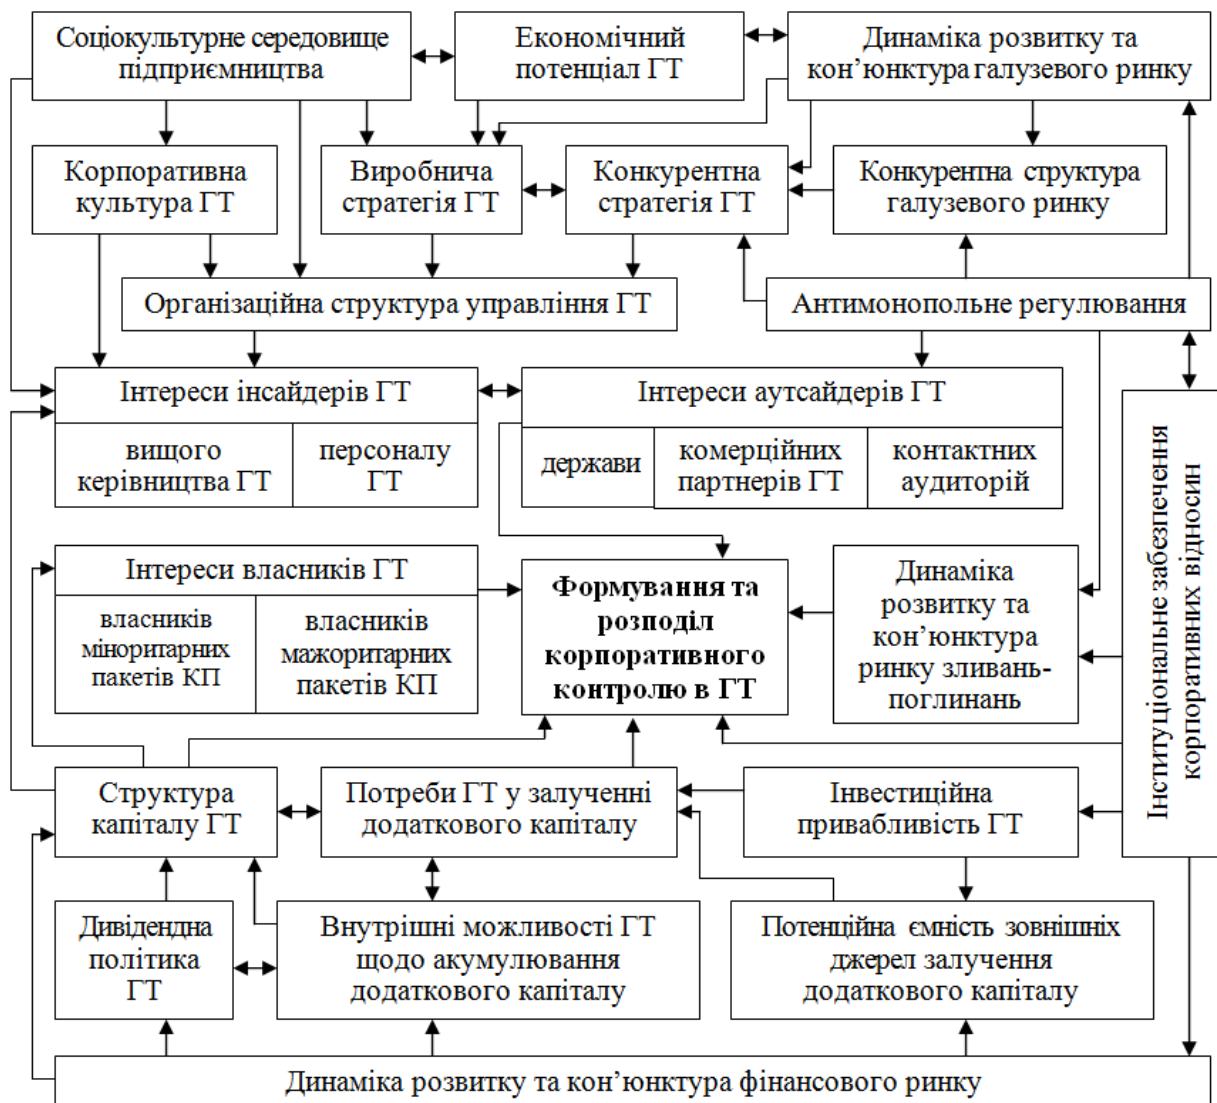 Соціокультурне середовище
підприємництва
Економічний
потенціал ГТ
Динаміка розвитку та
кон’юнктура галузевого ринку
Корпоративна
культура ГТ
Виробнича
стратегія ГТ
Конкурентна
стратегія ГТ
Конкурентна структура
галузевого ринку
Організаційна структура управління ГТ
Антимонопольне регулювання
Інтереси інсайдерів ГТ
вищого
керівництва ГТ
персоналу
ГТ
Інтереси аутсайдерів ГТ
держави
комерційних
партнерів ГТ
контактних
аудиторій
Інституціональне забезпечення
корпоративних відносин
Інтереси власників ГТ
власників
міноритарних
пакетів КП
власників
мажоритарних
пакетів КП
Формування та
розподіл
корпоративного
контролю в ГТ
Динаміка
розвитку та
кон’юнктура
ринку зливань-
поглинань
Структура
капіталу ГТ
Потреби ГТ у залученні
додаткового капіталу
Інвестиційна
привабливість ГТ
Дивідендна
політика
ГТ
Внутрішні можливості ГТ
щодо акумулювання
додаткового капіталу
Потенційна ємність зовнішніх
джерел залучення
додаткового капіталу
Динаміка розвитку та кон’юнктура фінансового ринку